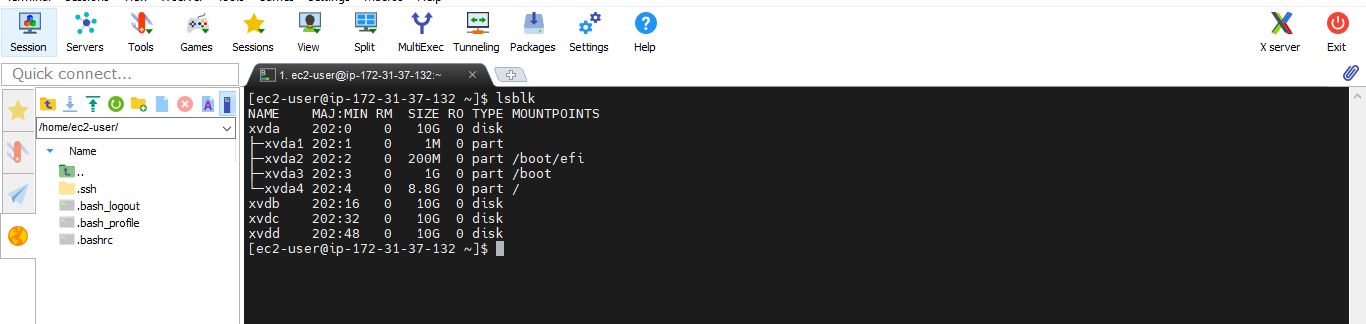 Session Servers Tools Games Sessions View Split MultiExec Tunneling Packages Settings Help X server Exit
Quick connect...
1. ec2-user@ip-172-31-37-132:~
/home/ec2-user/
Name
..
.ssh
.bash_logout
.bash_profile
.bashrc
[ec2-user@ip-172-31-37-132 ~]$ lsblk
NAME MAJ:MIN RM SIZE RO TYPE MOUNTPOINTS
xvda 202:0 0 10G 0 disk
├─xvda1 202:1 0 1M 0 part
├─xvda2 202:2 0 200M 0 part /boot/efi
├─xvda3 202:3 0 1G 0 part /boot
└─xvda4 202:4 0 8.8G 0 part /
xvdb 202:16 0 10G 0 disk
xvdc 202:32 0 10G 0 disk
xvdd 202:48 0 10G 0 disk
[ec2-user@ip-172-31-37-132 ~]$